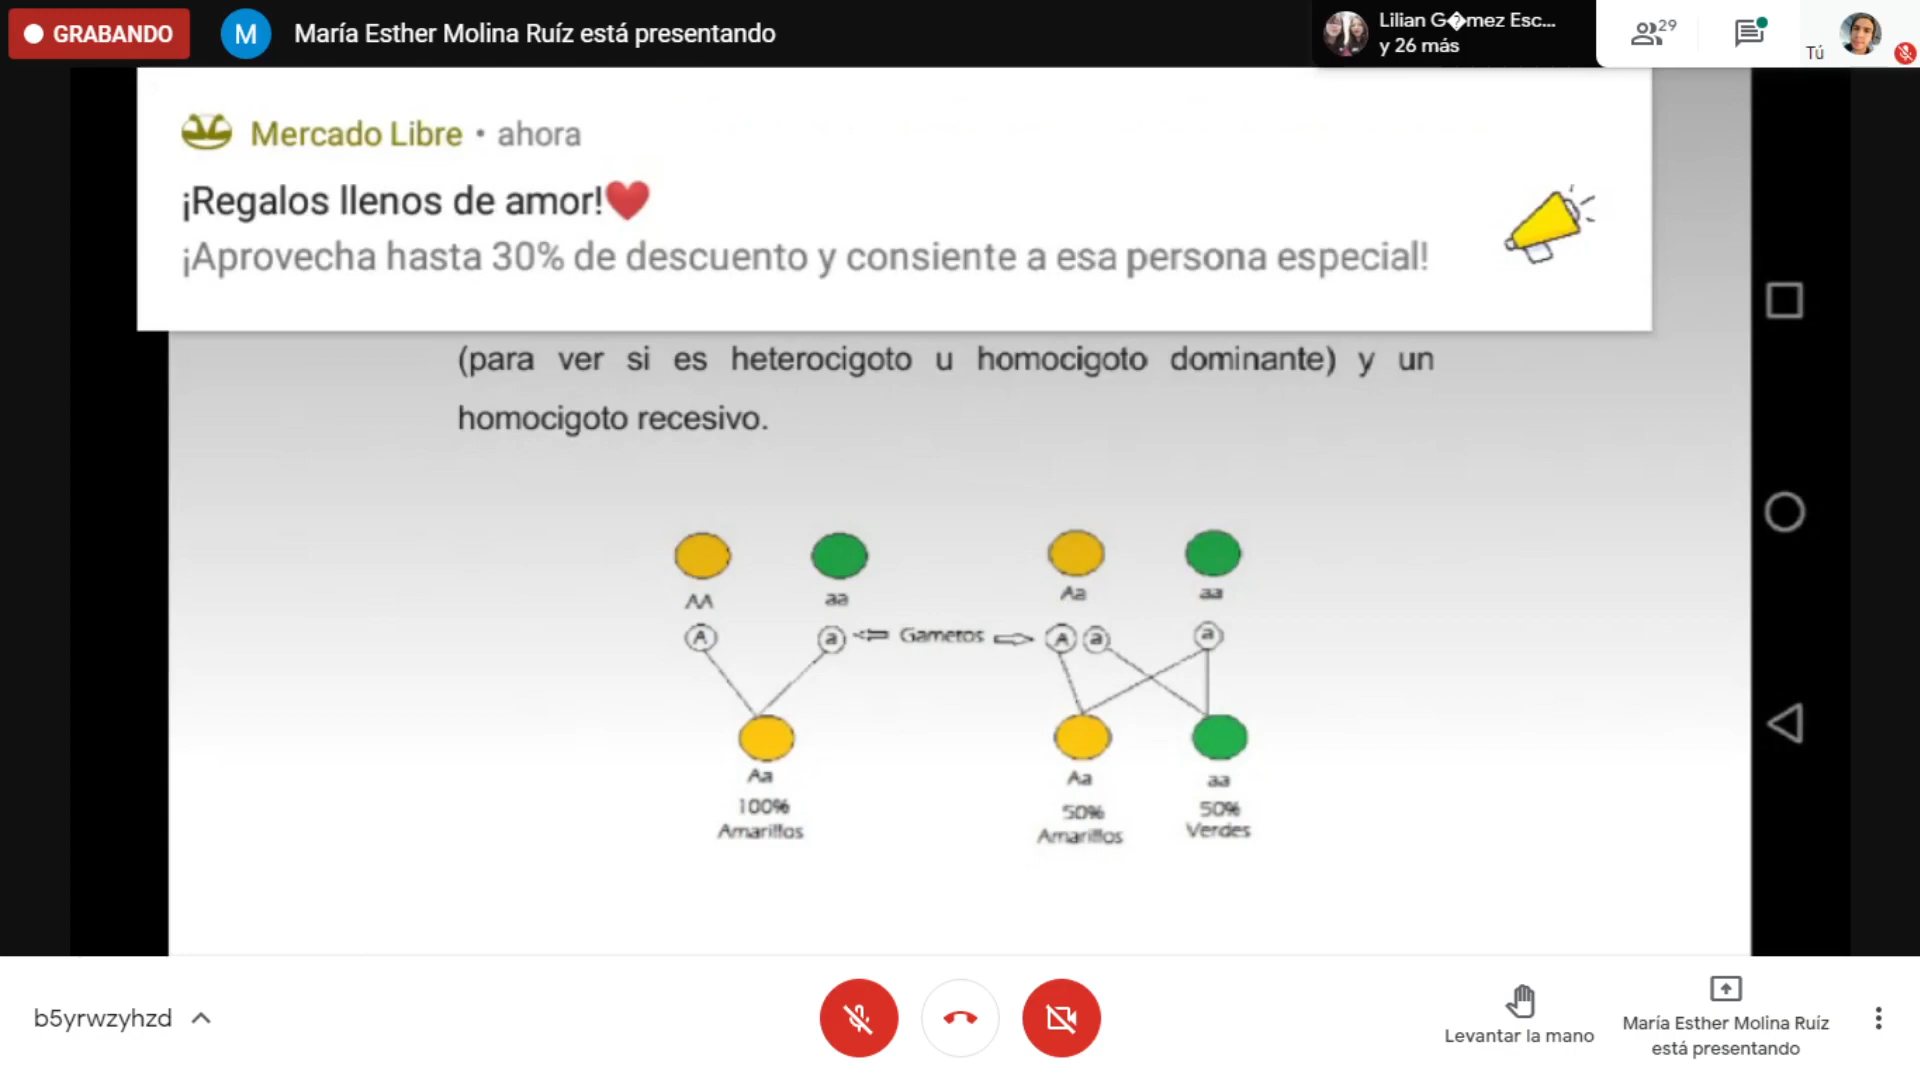 GRABANDO
M
María Esther Molina Ruíz está presentando
Lilian G�mez Esc...
y 26 más
29
Tú
Mercado Libre • ahora
¡Regalos llenos de amor!❤
¡Aprovecha hasta 30% de descuento y consiente a esa persona especial!
(para ver si es heterocigoto u homocigoto dominante) y un
homocigoto recesivo.
AA aa Aa aa
A a Gametos A a a
Aa Aa aa
100% 50% 50%
Amarillos Amarillos Verdes
b5yrwzyhzd
Levantar la mano
María Esther Molina Ruíz
está presentando